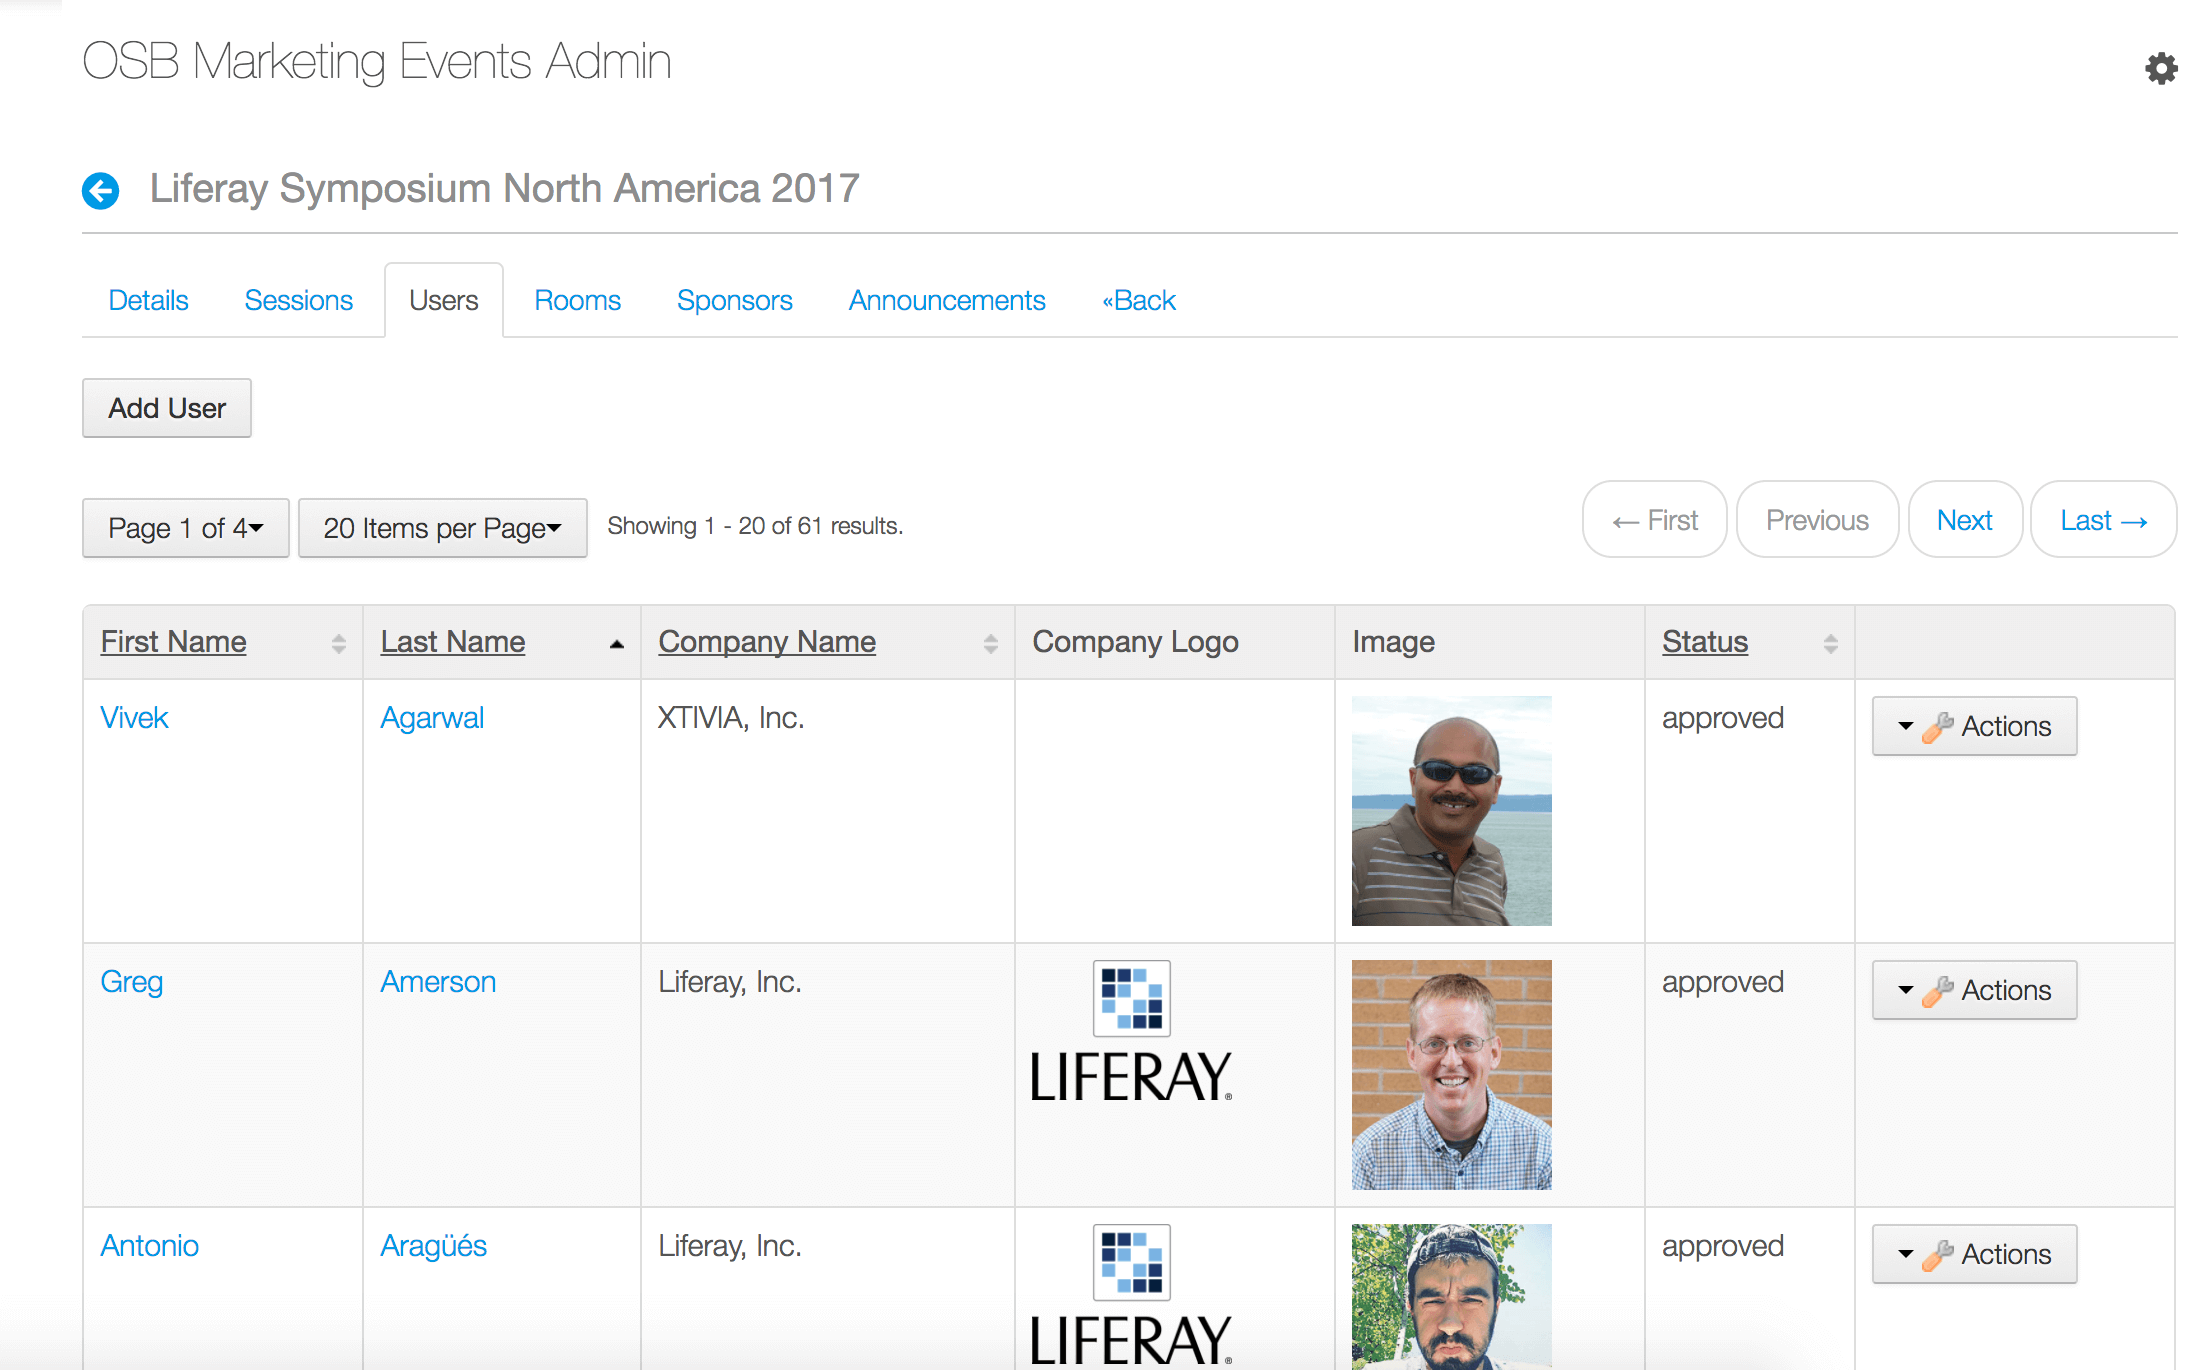 OSB Marketing Events Admin
Liferay Symposium North America 2017
Details Sessions Users Rooms Sponsors Announcements «Back
Add User
Page 1 of 4 20 Items per Page Showing 1 - 20 of 61 results. ← First Previous Next Last →
First Name Last Name Company Name Company Logo Image Status
Vivek Agarwal XTIVIA, Inc. approved Actions
Greg Amerson Liferay, Inc. approved Actions
LIFERAY®
Antonio Aragüés Liferay, Inc. approved Actions
LIFERAY®